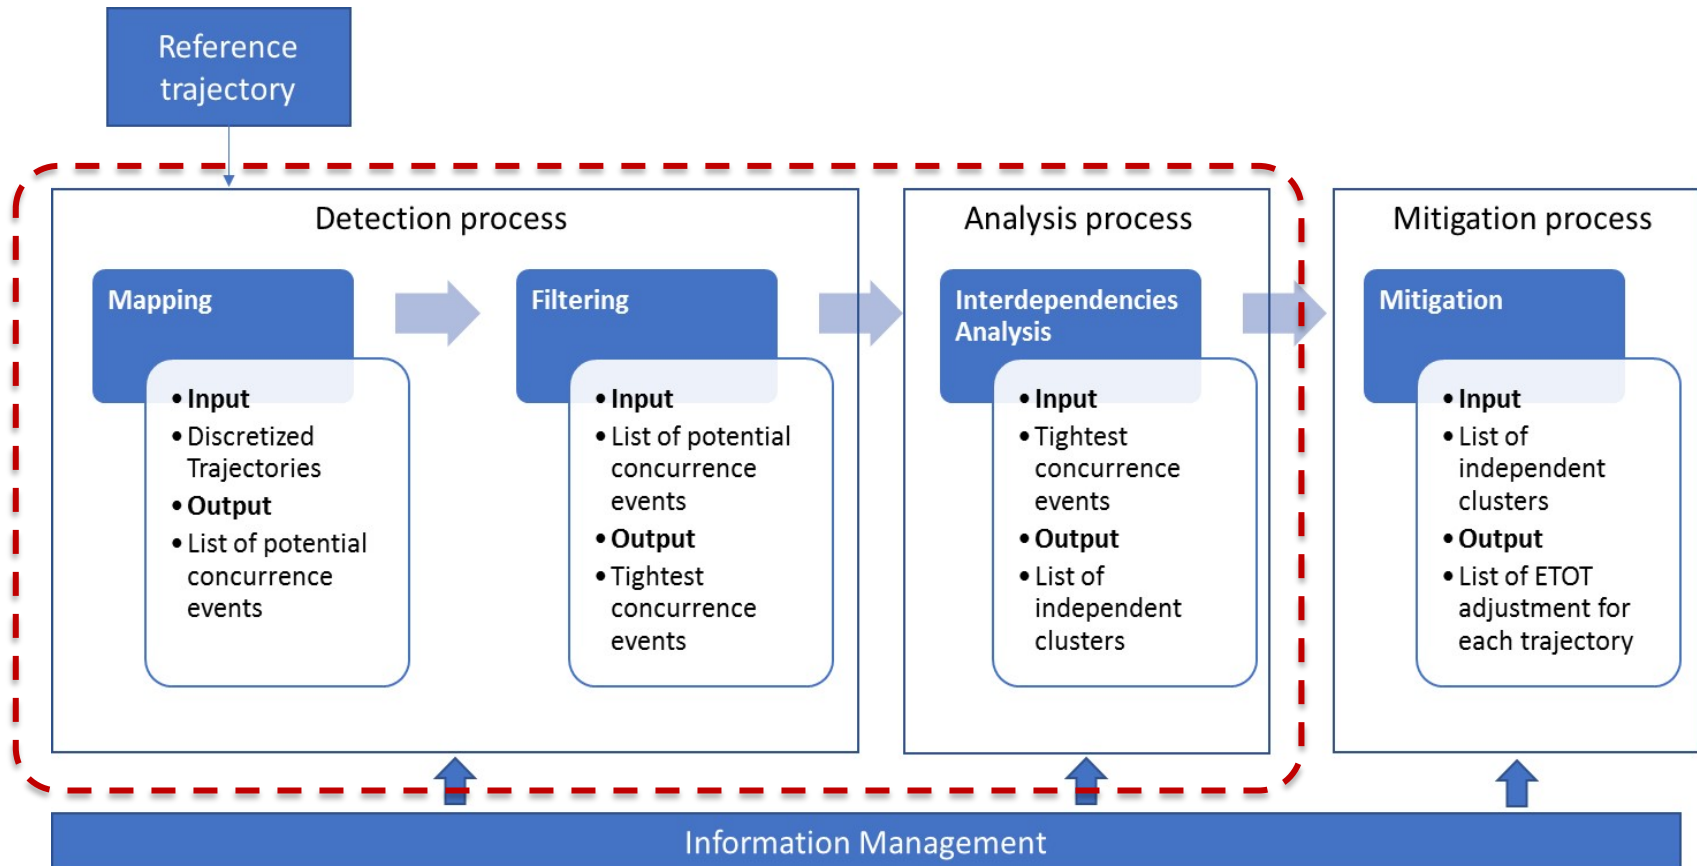 Reference
trajectory
Detection process
Mapping
• Input
• Discretized
Trajectories
• Output
• List of potential
concurrence
events
Filtering
• Input
• List of potential
concurrence
events
• Output
• Tightest
concurrence
events
Analysis process
Interdependencies
Analysis
• Input
• Tightest
concurrence
events
• Output
• List of
independent
clusters
Mitigation process
Mitigation
• Input
• List of
independent
clusters
• Output
• List of ETOT
adjustment for
each trajectory
Information Management